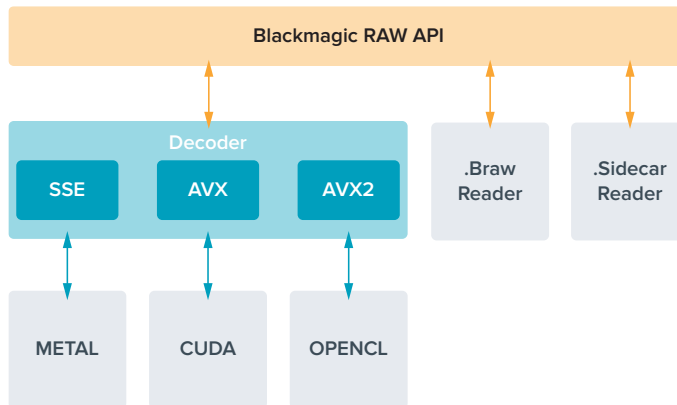 Blackmagic RAW API
Decoder
SSE
AVX
AVX2
.Braw
Reader
.Sidecar
Reader
METAL
CUDA
OPENCL